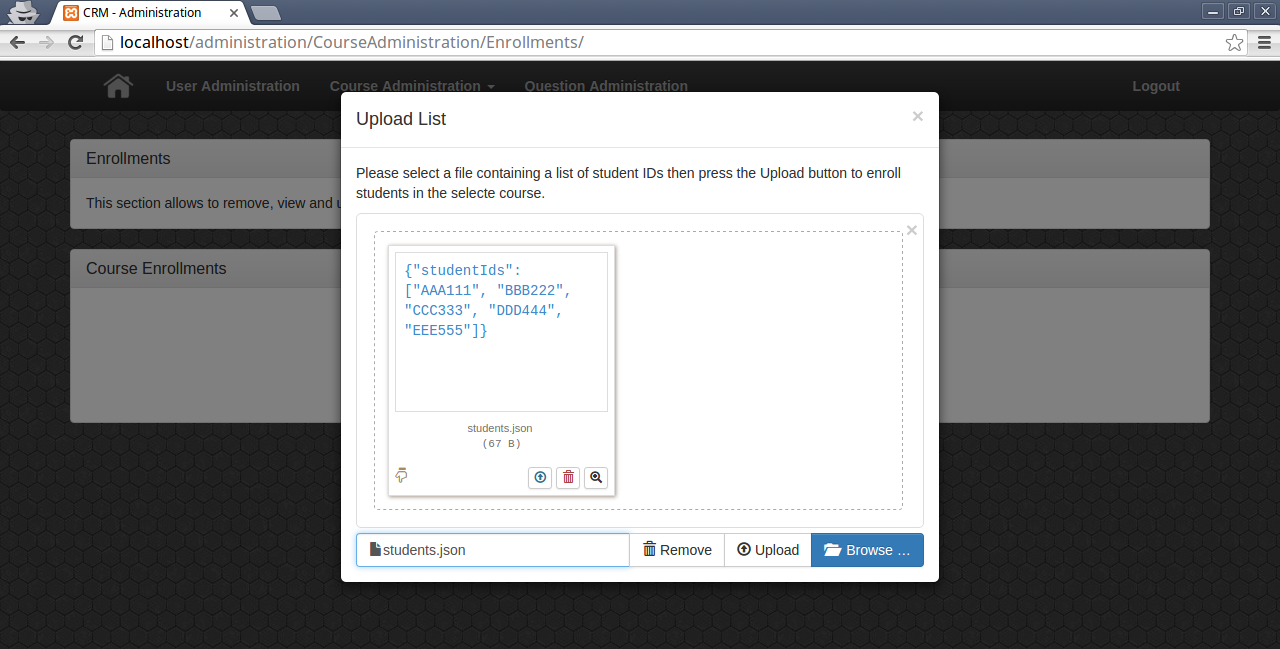 CRM - Administration
localhost/administration/CourseAdministration/Enrollments/
User Administration
Course Administration
Question Administration
Logout
Upload List
Enrollments
Please select a file containing a list of student IDs then press the Upload button to enroll
students in the selecte course.
This section allows to remove, view and u
Course Enrollments
{"studentIds":
["AAA111", "BBB222",
"CCC333", "DDD444",
"EEE555"]}
students.json
(67 B)
students.json
Remove
Upload
Browse …